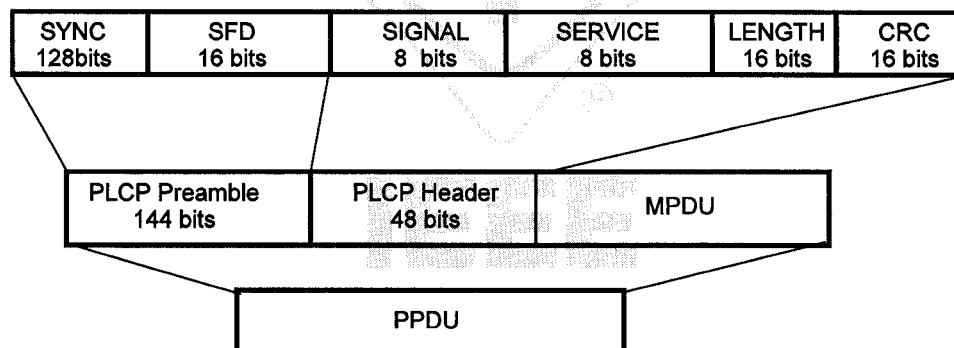 SYNC SFD SIGNAL SERVICE LENGTH CRC
128bits 16 bits 8 bits 8 bits 16 bits 16 bits
PLCP Preamble PLCP Header MPDU
144 bits 48 bits
PPDU